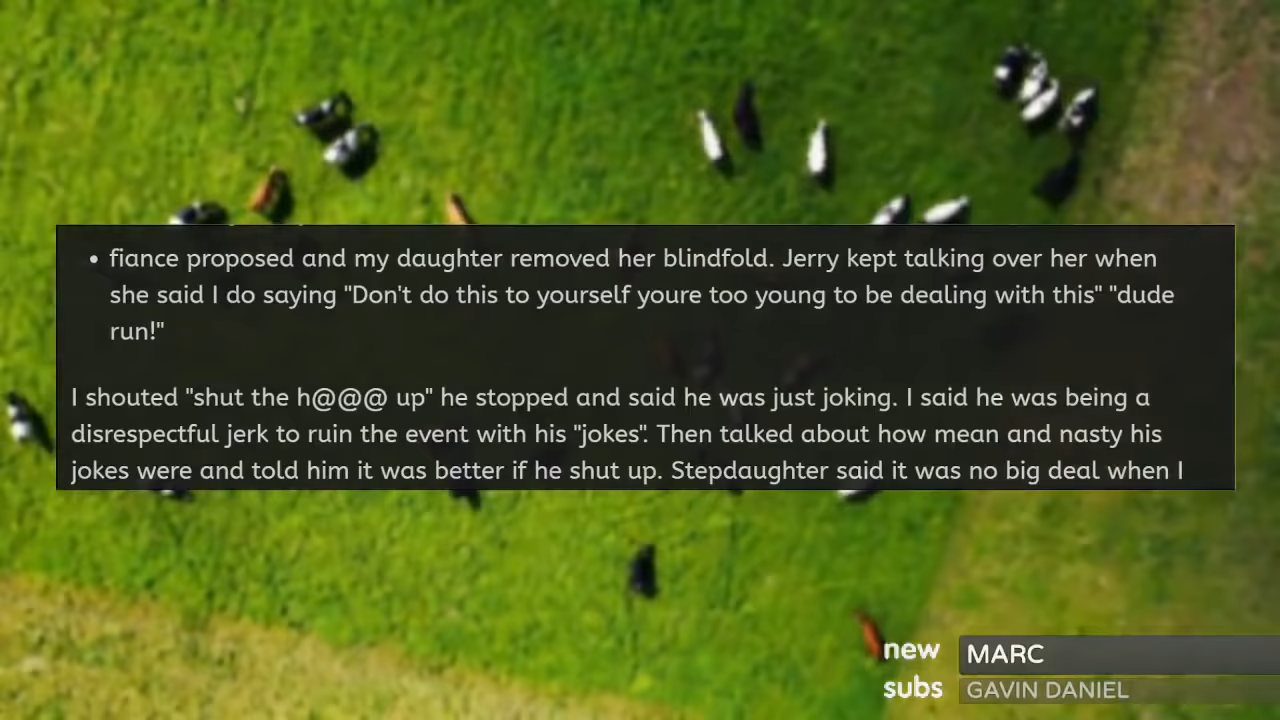 • fiance proposed and my daughter removed her blindfold. Jerry kept talking over her when
she said I do saying "Don't do this to yourself youre too young to be dealing with this" "dude
run!"
I shouted "shut the h@@@ up" he stopped and said he was just joking. I said he was being a
disrespectful jerk to ruin the event with his "jokes". Then talked about how mean and nasty his
jokes were and told him it was better if he shut up. Stepdaughter said it was no big deal when I
new
MARC
subs
GAVIN DANIEL